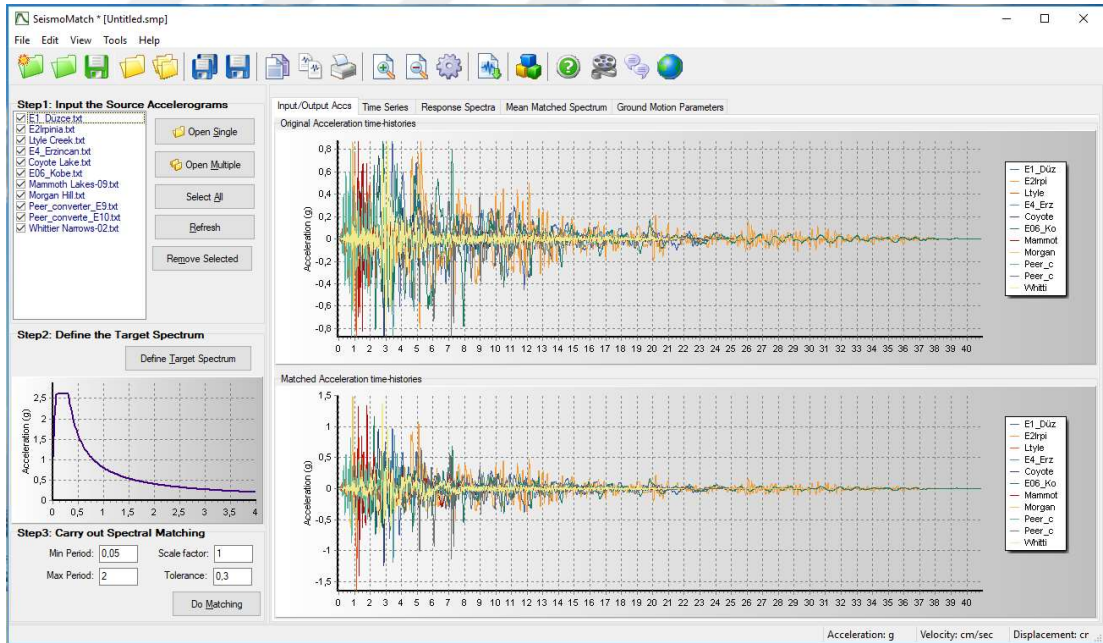 SeismoMatch * [Untitled.smp]
File Edit View Tools Help
Step1: Input the Source Accelerograms
E1_Düzce.txt
E2Irpinia.txt
Ltyle Creek.txt
E4_Erzincan.txt
Coyote Lake.txt
E06_Kobe.txt
Mammoth Lakes-09.txt
Morgan Hill.txt
Peer_converter_E9.txt
Peer_converte_E10.txt
Whittier Narrows-02.txt
Open Single
Open Multiple
Select All
Refresh
Remove Selected
Step2: Define the Target Spectrum
Define Target Spectrum
Acceleration (g)
2,5
2
1,5
1
0,5
0
0 0,5 1 1,5 2 2,5 3 3,5 4
Step3: Carry out Spectral Matching
Min Period: 0,05 Scale factor: 1
Max Period: 2 Tolerance: 0,3
Do Matching
Input/Output Accs Time Series Response Spectra Mean Matched Spectrum Ground Motion Parameters
Original Acceleration time-histories
Acceleration (g)
0,8
0,6
0,4
0,2
0
-0,2
-0,4
-0,6
-0,8
0 1 2 3 4 5 6 7 8 9 10 11 12 13 14 15 16 17 18 19 20 21 22 23 24 25 26 27 28 29 30 31 32 33 34 35 36 37 38 39 40
E1_Düz
E2Irpi
Ltyle
E4_Erz
Coyote
E06_Ko
Mammot
Morgan
Peer_c
Peer_c
Whitti
Matched Acceleration time-histories
Acceleration (g)
1,5
1
0,5
0
-0,5
-1
-1,5
0 1 2 3 4 5 6 7 8 9 10 11 12 13 14 15 16 17 18 19 20 21 22 23 24 25 26 27 28 29 30 31 32 33 34 35 36 37 38 39 40
E1_Düz
E2Irpi
Ltyle
E4_Erz
Coyote
E06_Ko
Mammot
Morgan
Peer_c
Peer_c
Whitti
Acceleration: g Velocity: cm/sec Displacement: cr